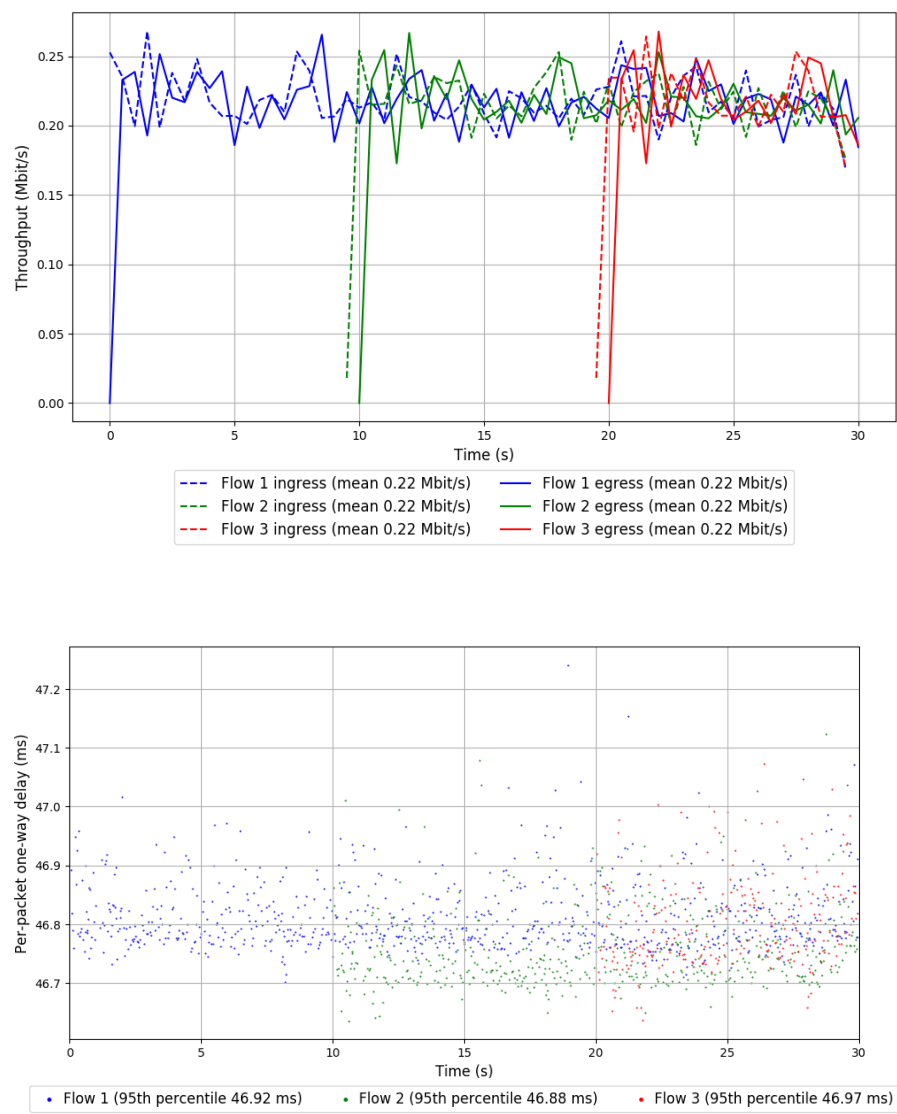 0.25
0.20
0.15
0.10
0.05
0.00
Throughput (Mbit/s)
0 5 10 15 20 25 30
Time (s)
Flow 1 ingress (mean 0.22 Mbit/s) Flow 1 egress (mean 0.22 Mbit/s)
Flow 2 ingress (mean 0.22 Mbit/s) Flow 2 egress (mean 0.22 Mbit/s)
Flow 3 ingress (mean 0.22 Mbit/s) Flow 3 egress (mean 0.22 Mbit/s)
47.2
47.1
47.0
46.9
46.8
46.7
Per-packet one-way delay (ms)
0 5 10 15 20 25 30
Time (s)
Flow 1 (95th percentile 46.92 ms) Flow 2 (95th percentile 46.88 ms) Flow 3 (95th percentile 46.97 ms)